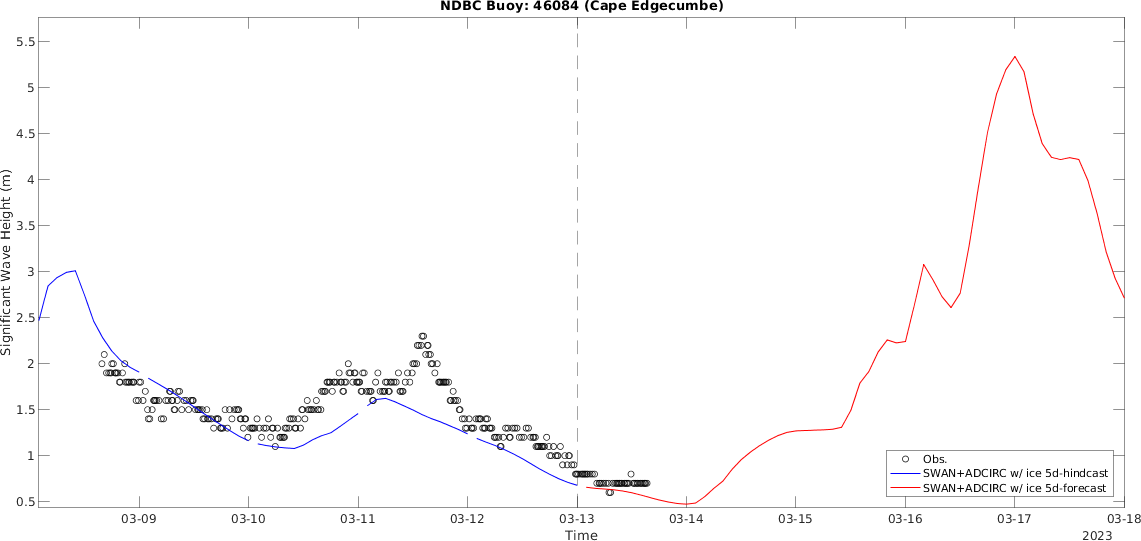 NDBC Buoy: 46084 (Cape Edgecumbe)
5.5
5
4.5
4
3.5
3
2.5
2
1.5
1
0.5
Significant Wave Height (m)
Obs.
SWAN+ADCIRC w/ ice 5d-hindcast
SWAN+ADCIRC w/ ice 5d-forecast
03-09 03-10 03-11 03-12 03-13 03-14 03-15 03-16 03-17 03-18
Time
2023